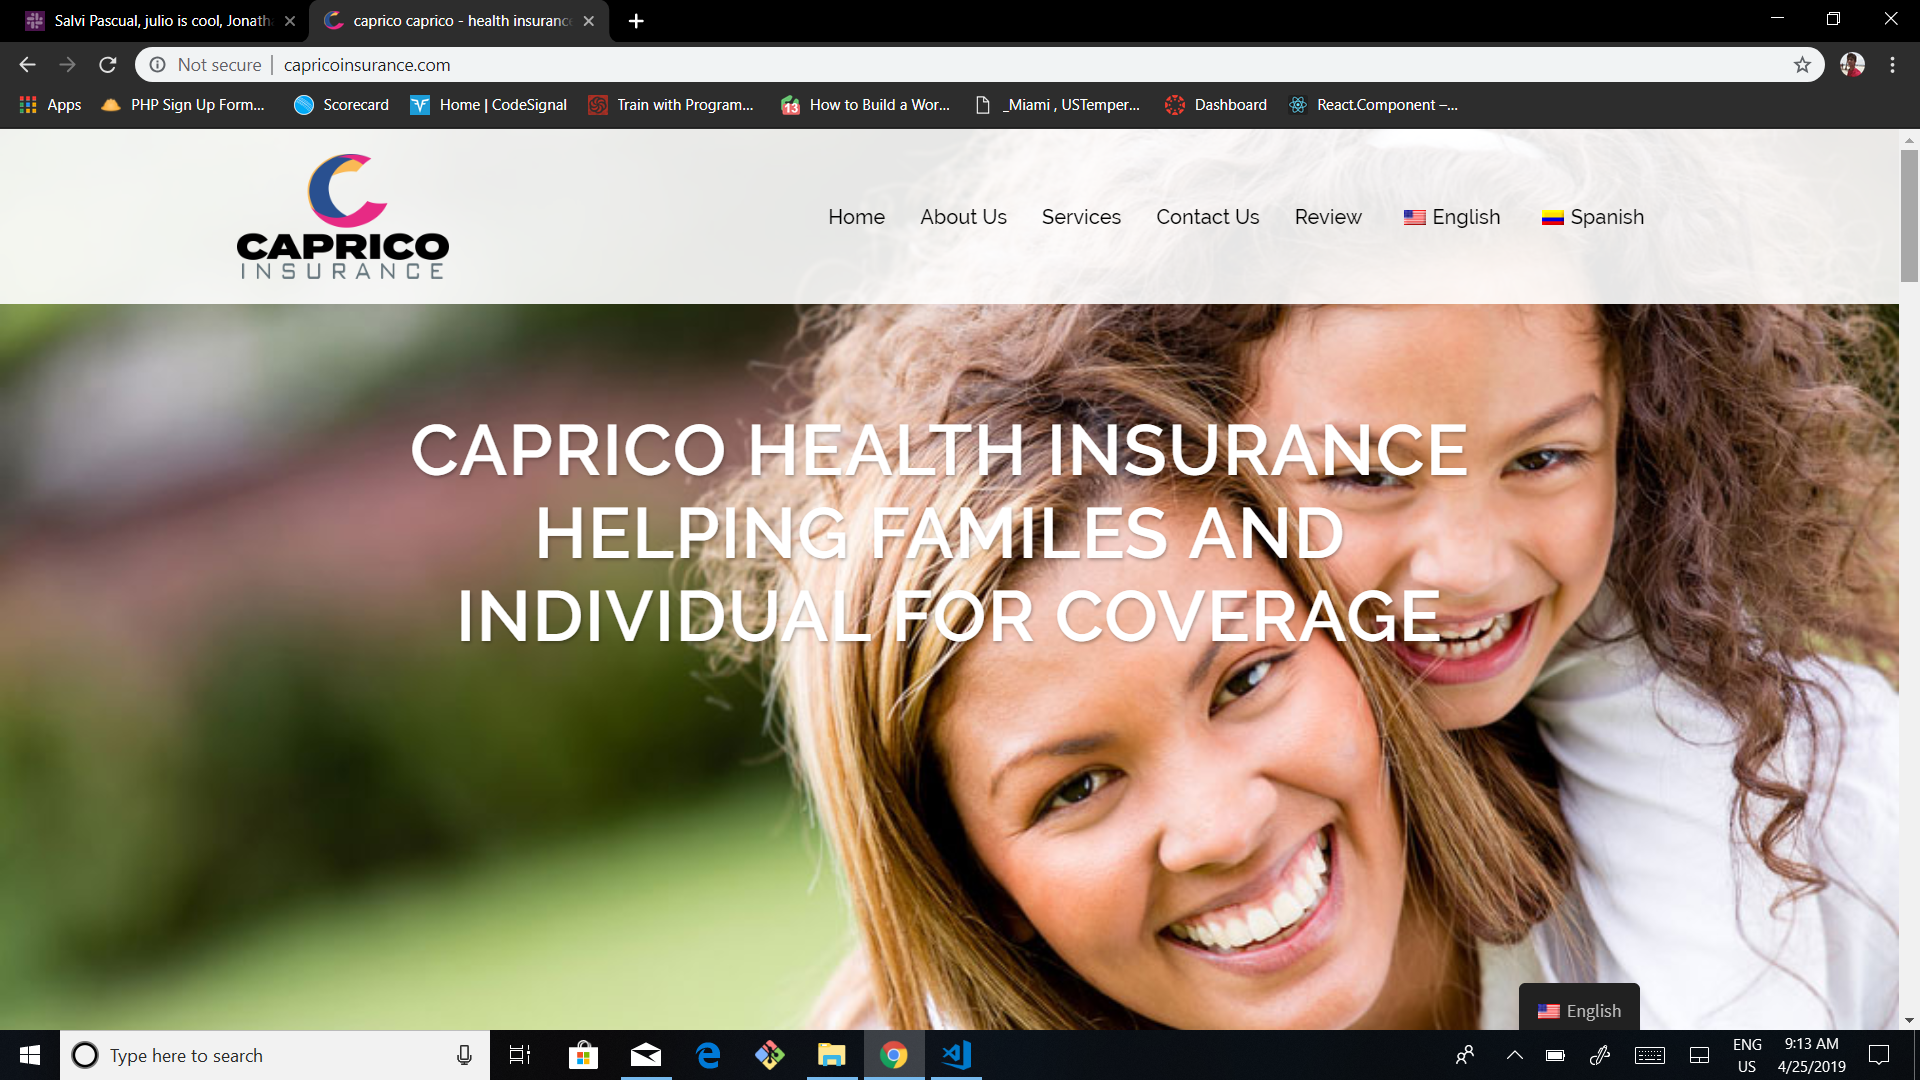 Salvi Pascual, julio is cool, Jonath
caprico caprico - health insurance
Not secure | capricoinsurance.com
Apps
PHP Sign Up Form...
Scorecard
Home | CodeSignal
Train with Program...
How to Build a Wor...
_Miami , USTemper...
Dashboard
React.Component –...
CAPRICO
INSURANCE
Home
About Us
Services
Contact Us
Review
English
Spanish
CAPRICO HEALTH INSURANCE
HELPING FAMILES AND
INDIVIDUAL FOR COVERAGE
English
Type here to search
ENG
US
9:13 AM
4/25/2019